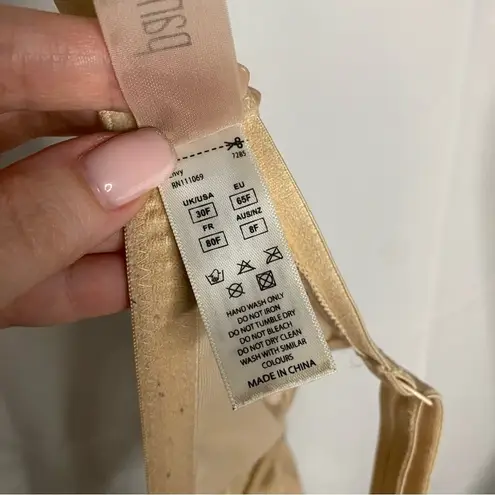 7285
RN111069
UK/USA EU
30F 65F
FR AUS/NZ
80F 8F
HAND WASH ONLY
DO NOT IRON
DO NOT TUMBLE DRY
DO NOT BLEACH
DO NOT DRY CLEAN
WASH WITH SIMILAR
COLOURS
MADE IN CHINA